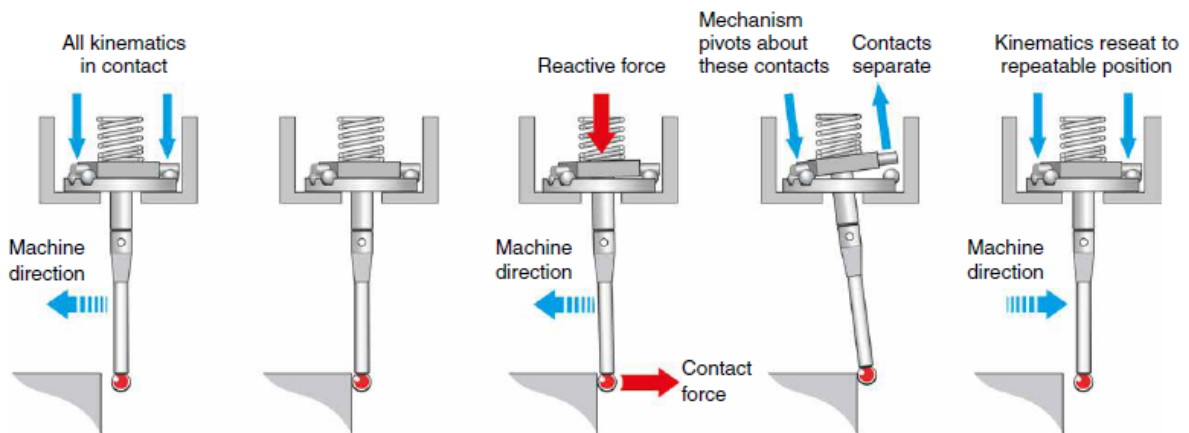 All kinematics
in contact
Machine
direction
Reactive force
Machine
direction
Contact
force
Mechanism
pivots about
these contacts
Contacts
separate
Kinematics reseat to
repeatable position
Machine
direction